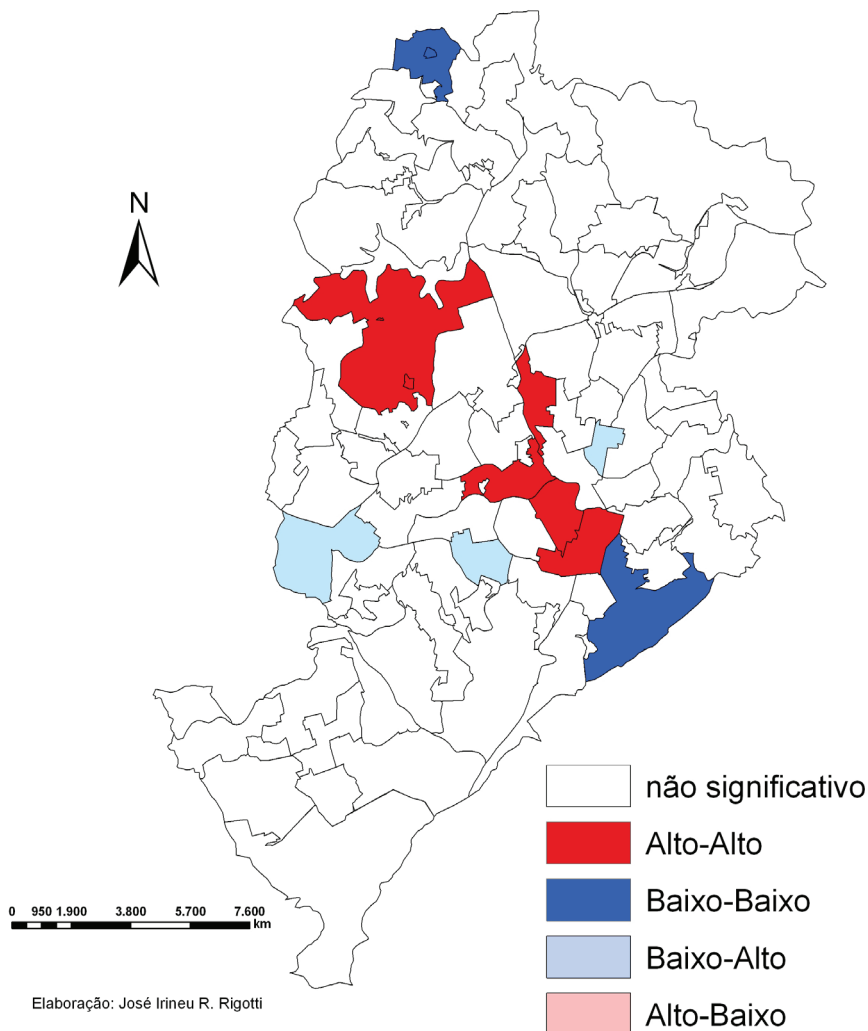 N
não significativo
Alto-Alto
Baixo-Baixo
Baixo-Alto
Alto-Baixo
0 950 1.900 3.800 5.700 7.600
km
Elaboração: José Irineu R. Rigotti